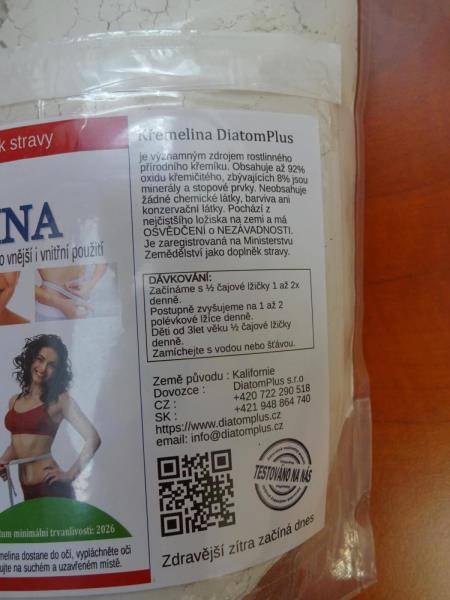 k stravy
NA
o vnější i vnitřní použití
Křemelina DiatomPlus
je významným zdrojem rostlinného
přírodního křemíku. Obsahuje až 92%
oxidu křemičitého, zbývajících 8% jsou
minerály a stopové prvky. Neobsahuje
žádné chemické látky, barviva ani
konzervační látky. Pochází z
nejčistšího ložiska na zemi a má
OSVĚDČENÍ o NEZÁVADNOSTI.
Je zaregistrovaná na Ministerstvu
Zemědělství jako doplněk stravy.
DÁVKOVÁNÍ:
Začínáme s ½ čajové lžičky 1 až 2x
denně.
Postupně zvyšujeme na 1 až 2
polévkové lžíce denně.
Děti od 3let věku ½ čajové lžičky
denně.
Zamíchejte s vodou nebo šťávou.
Země původu : Kalifornie
Dovozce : DiatomPlus s.r.o
CZ : +420 722 290 518
SK : +421 948 864 740
https://www.diatomplus.cz
email: info@diatomplus.cz
TESTOVÁNO NA NÁS
Zdravější zítra začíná dnes
tum minimální trvanlivosti: 2026
melina dostane do očí, vypláchněte oči
ujte na suchém a uzavřeném místě.